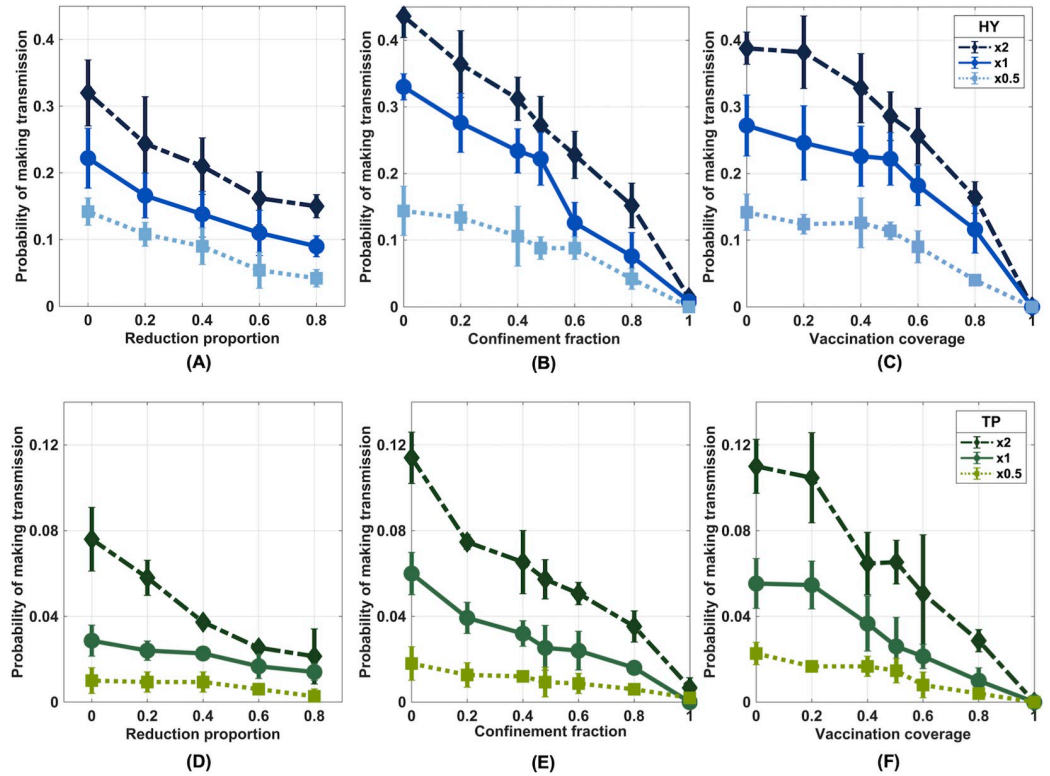 HY
x2
x1
x0.5
Probability of making transmission
0.4
0.3
0.2
0.1
0
0 0.2 0.4 0.6 0.8
Reduction proportion
(A)
Probability of making transmission
0.4
0.3
0.2
0.1
0
0 0.2 0.4 0.6 0.8 1
Confinement fraction
(B)
Probability of making transmission
0.4
0.3
0.2
0.1
0
0 0.2 0.4 0.6 0.8 1
Vaccination coverage
(C)
TP
x2
x1
x0.5
Probability of making transmission
0.12
0.08
0.04
0
0 0.2 0.4 0.6 0.8
Reduction proportion
(D)
Probability of making transmission
0.12
0.08
0.04
0
0 0.2 0.4 0.6 0.8 1
Confinement fraction
(E)
Probability of making transmission
0.12
0.08
0.04
0
0 0.2 0.4 0.6 0.8 1
Vaccination coverage
(F)